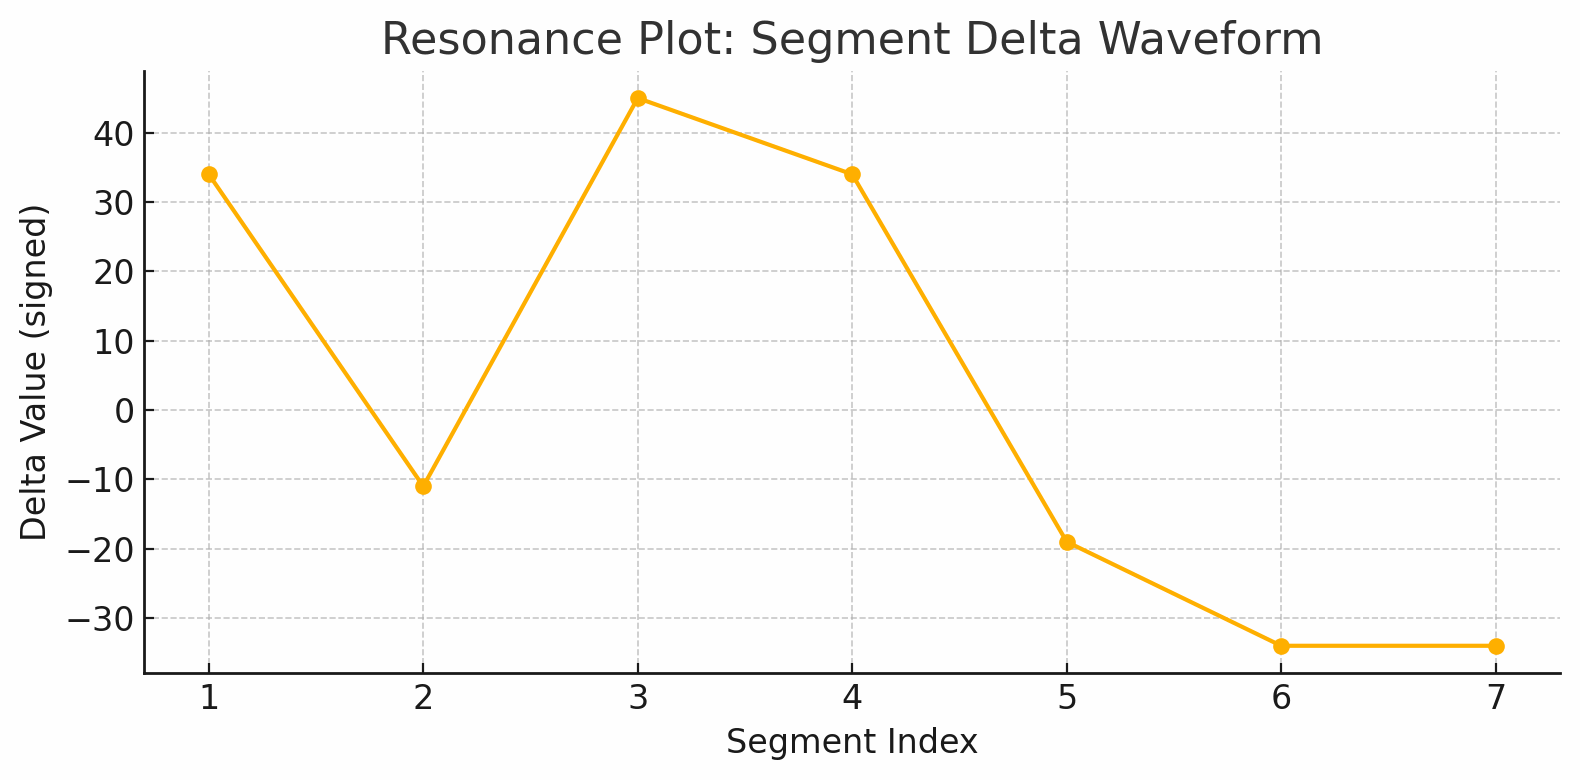 Resonance Plot: Segment Delta Waveform
Delta Value (signed)
40
30
20
10
0
−10
−20
−30
1 2 3 4 5 6 7
Segment Index